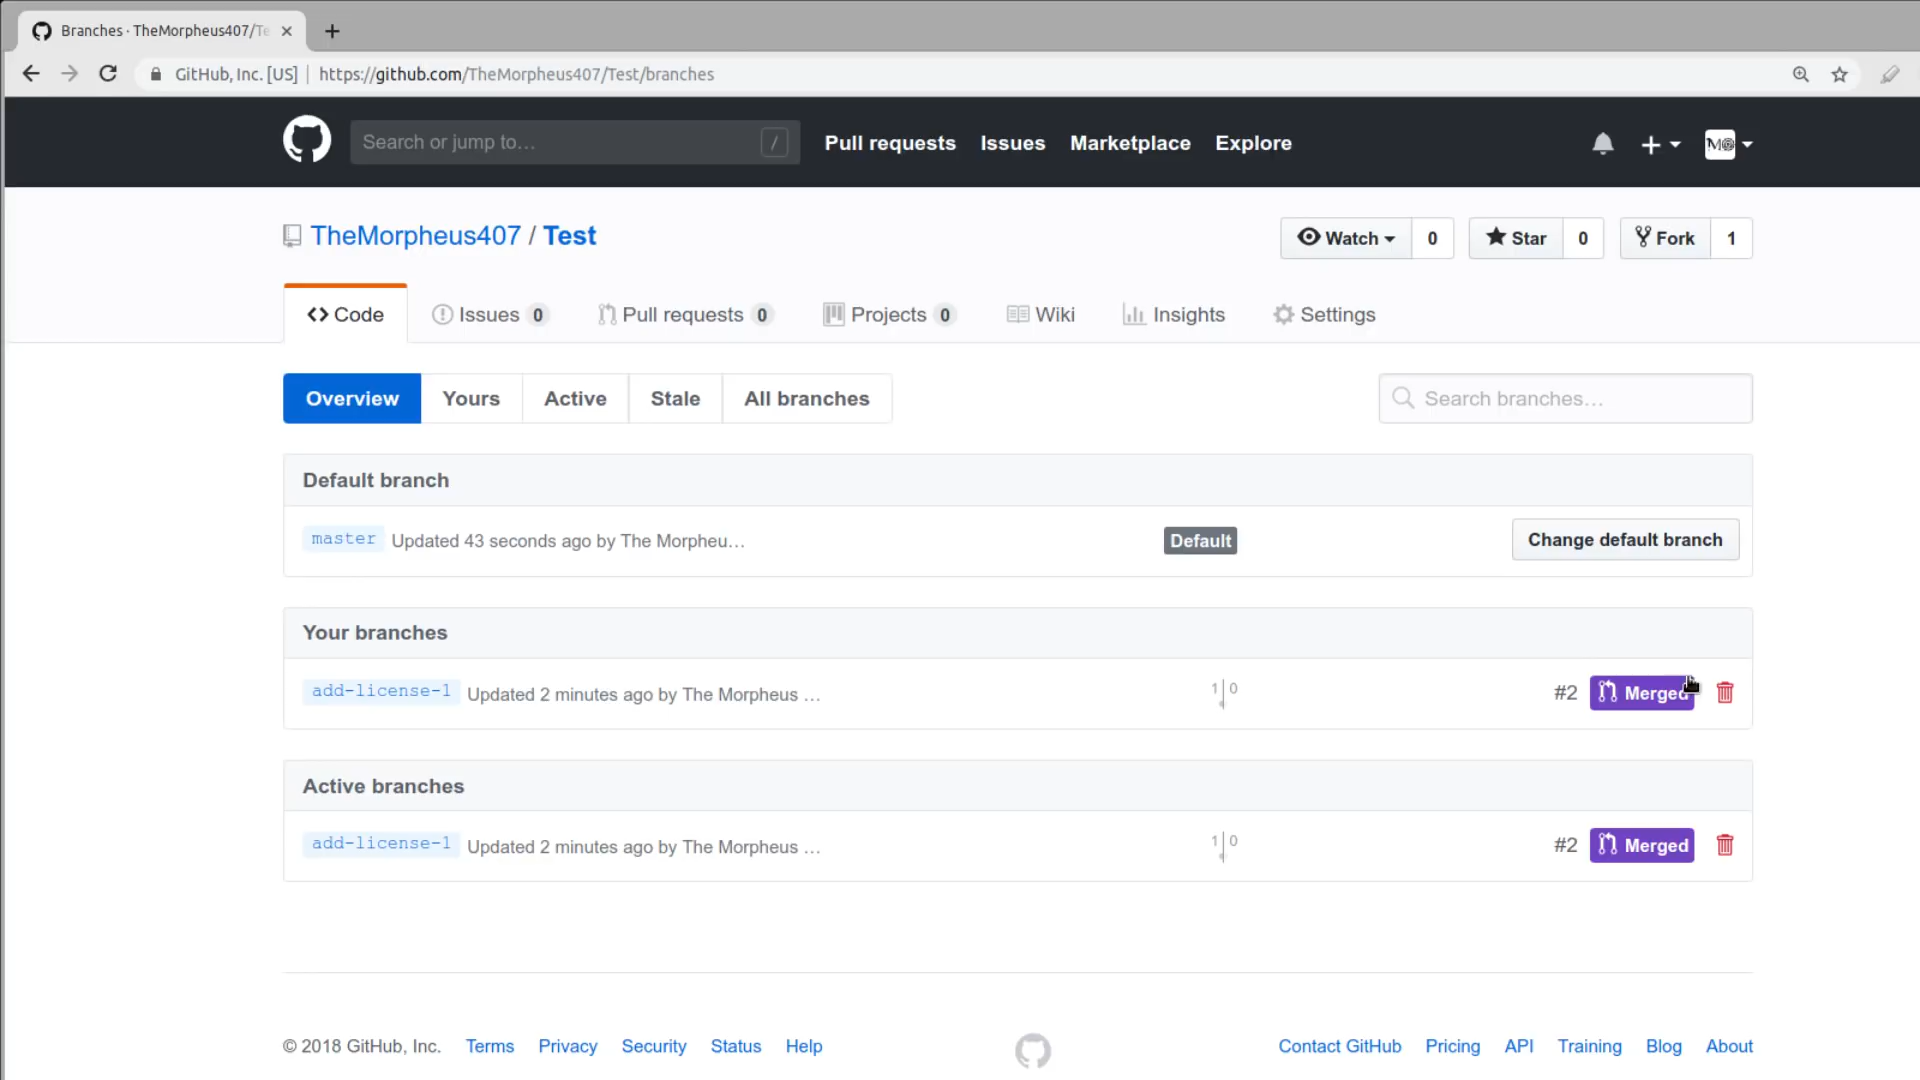 Branches · TheMorpheus407/Te
GitHub, Inc. [US] | https://github.com/TheMorpheus407/Test/branches
Search or jump to… / Pull requests Issues Marketplace Explore
TheMorpheus407 / Test Watch 0 Star 0 Fork 1
Code Issues 0 Pull requests 0 Projects 0 Wiki Insights Settings
Overview Yours Active Stale All branches Search branches…
Default branch
master Updated 43 seconds ago by The Morpheu… Default Change default branch
Your branches
add-license-1 Updated 2 minutes ago by The Morpheus … 1 | 0 #2 Merged
Active branches
add-license-1 Updated 2 minutes ago by The Morpheus … 1 | 0 #2 Merged
© 2018 GitHub, Inc. Terms Privacy Security Status Help Contact GitHub Pricing API Training Blog About